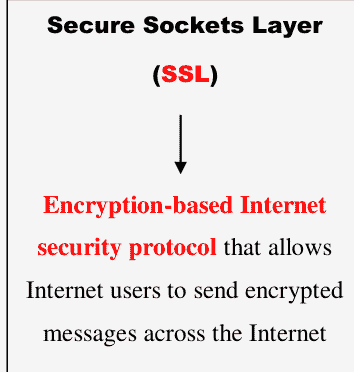 Secure Sockets Layer
(SSL)
Encryption-based Internet
security protocol that allows
Internet users to send encrypted
messages across the Internet